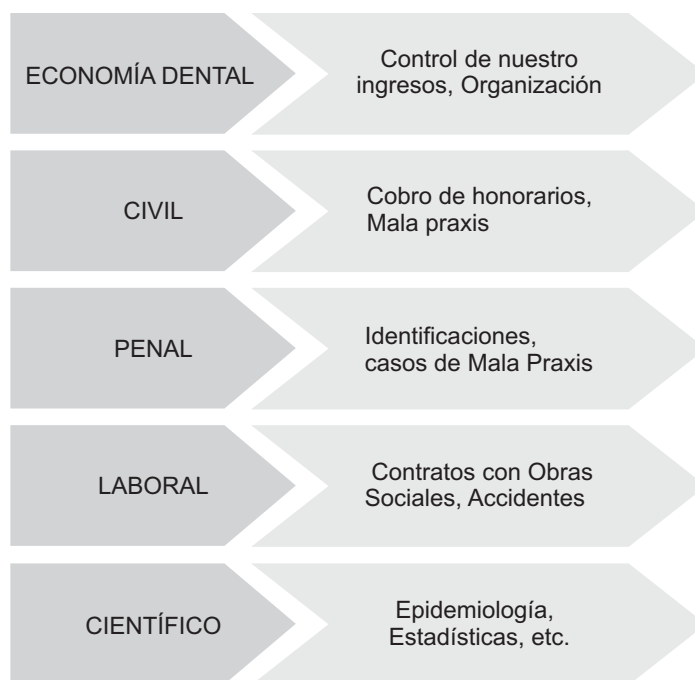 ECONOMÍA DENTAL
Control de nuestro
ingresos, Organización
CIVIL
Cobro de honorarios,
Mala praxis
PENAL
Identificaciones,
casos de Mala Praxis
LABORAL
Contratos con Obras
Sociales, Accidentes
CIENTÍFICO
Epidemiología,
Estadísticas, etc.